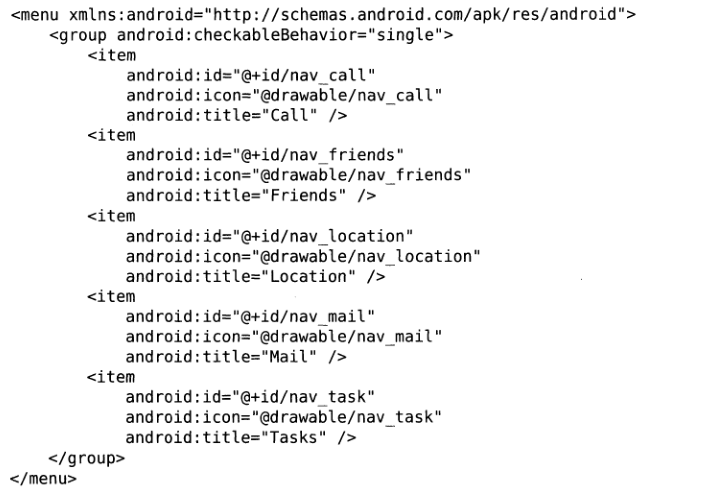 <menu xmlns:android="http://schemas.android.com/apk/res/android">
    <group android:checkableBehavior="single">
        <item
            android:id="@+id/nav_call"
            android:icon="@drawable/nav_call"
            android:title="Call" />
        <item
            android:id="@+id/nav_friends"
            android:icon="@drawable/nav_friends"
            android:title="Friends" />
        <item
            android:id="@+id/nav_location"
            android:icon="@drawable/nav_location"
            android:title="Location" />
        <item
            android:id="@+id/nav_mail"
            android:icon="@drawable/nav_mail"
            android:title="Mail" />
        <item
            android:id="@+id/nav_task"
            android:icon="@drawable/nav_task"
            android:title="Tasks" />
    </group>
</menu>